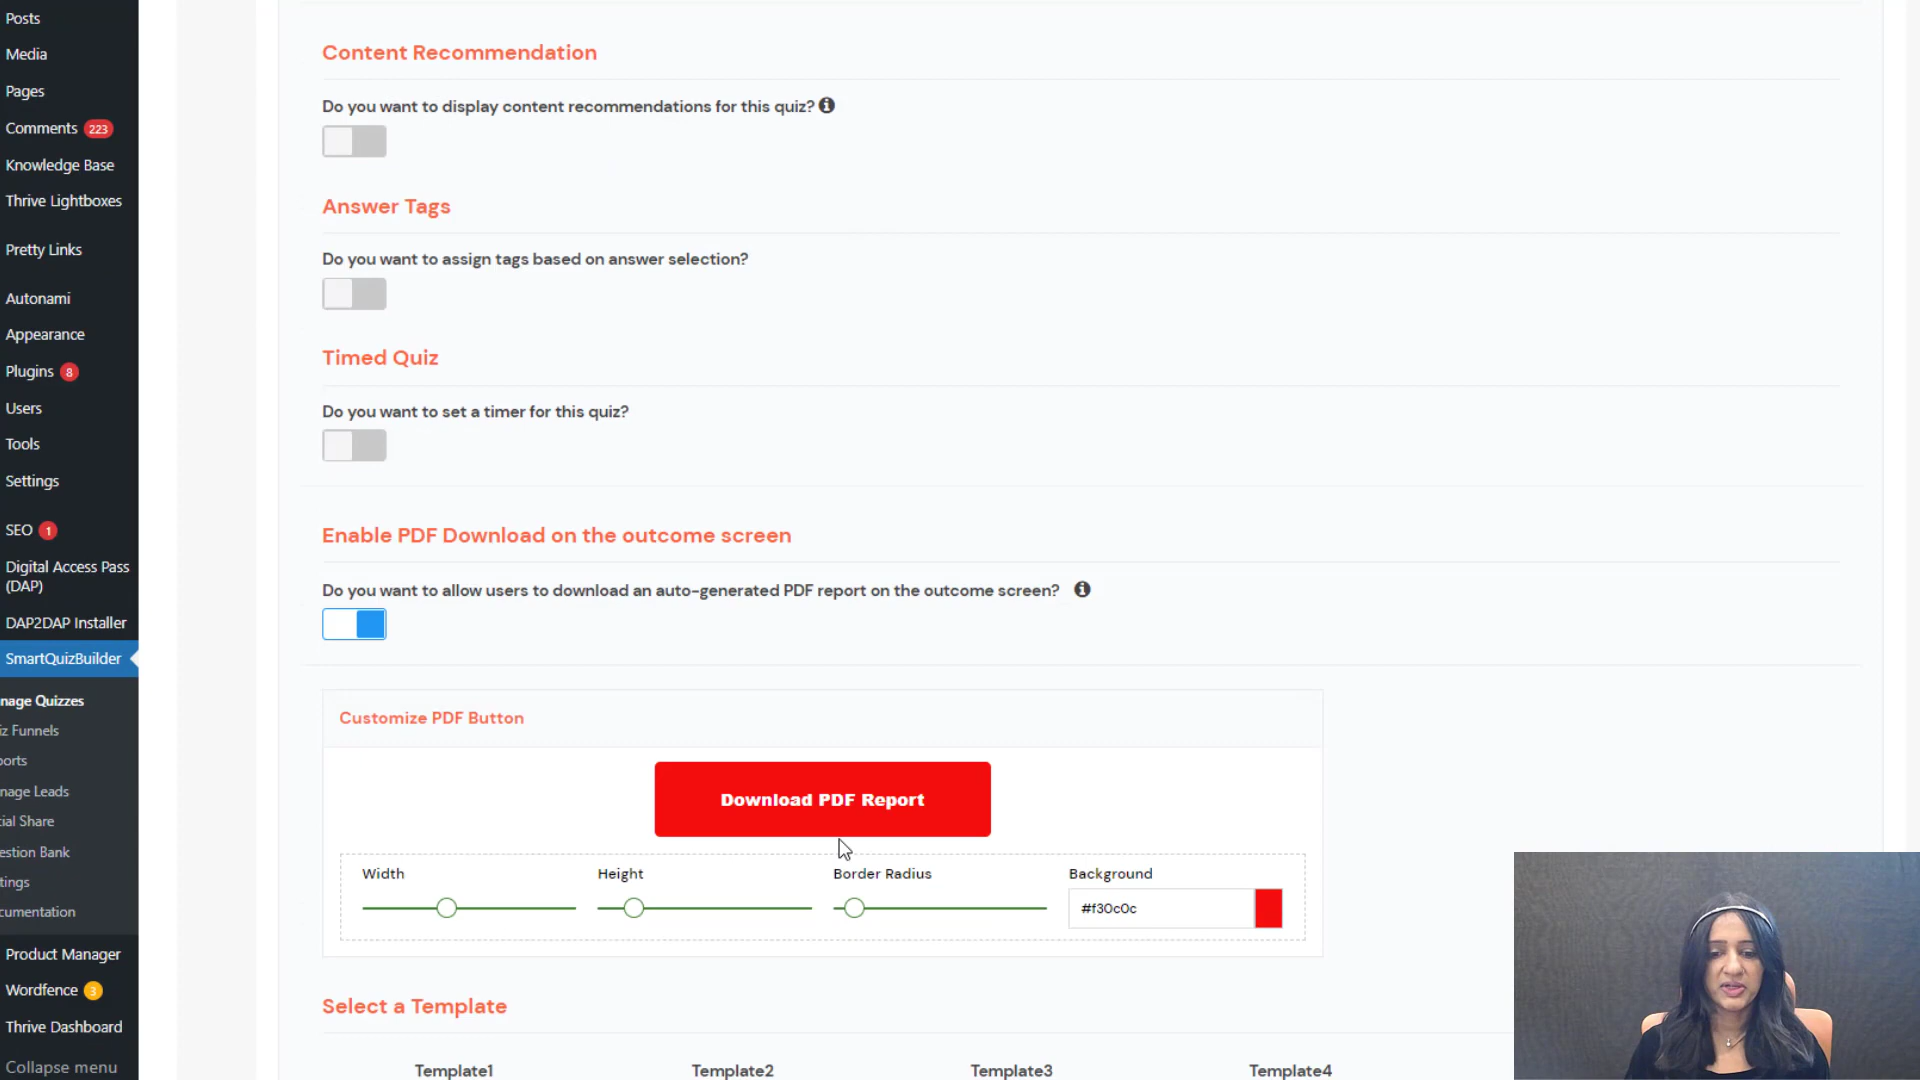 Posts
Media
Pages
Comments 223
Knowledge Base
Thrive Lightboxes
Pretty Links
Autonami
Appearance
Plugins 8
Users
Tools
Settings
SEO 1
Digital Access Pass
(DAP)
DAP2DAP Installer
SmartQuizBuilder
nage Quizzes
iz Funnels
ports
nage Leads
cial Share
estion Bank
tings
cumentation
Product Manager
Wordfence 3
Thrive Dashboard
Collapse menu
Content Recommendation
Do you want to display content recommendations for this quiz?
Answer Tags
Do you want to assign tags based on answer selection?
Timed Quiz
Do you want to set a timer for this quiz?
Enable PDF Download on the outcome screen
Do you want to allow users to download an auto-generated PDF report on the outcome screen?
Customize PDF Button
Download PDF Report
Width Height Border Radius Background
#f30c0c
Select a Template
Template1 Template2 Template3 Template4